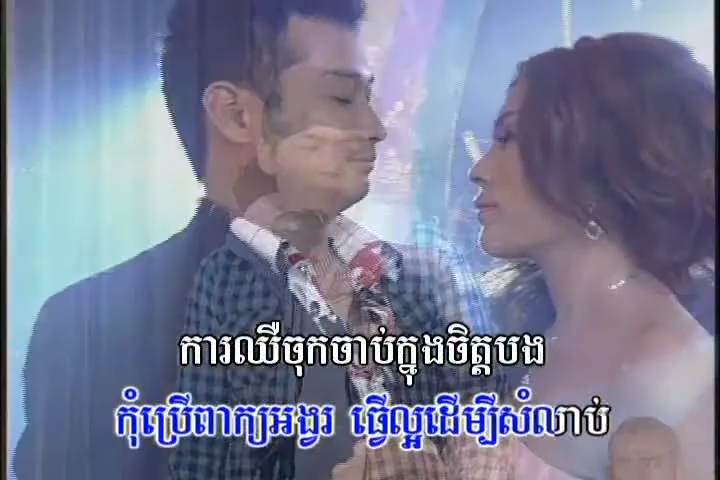 ការឈឺចុកចាប់ក្នុងចិត្តបង
កុំប្រើពាក្យអង្វរ ធ្វើល្អដើម្បីសំលាប់